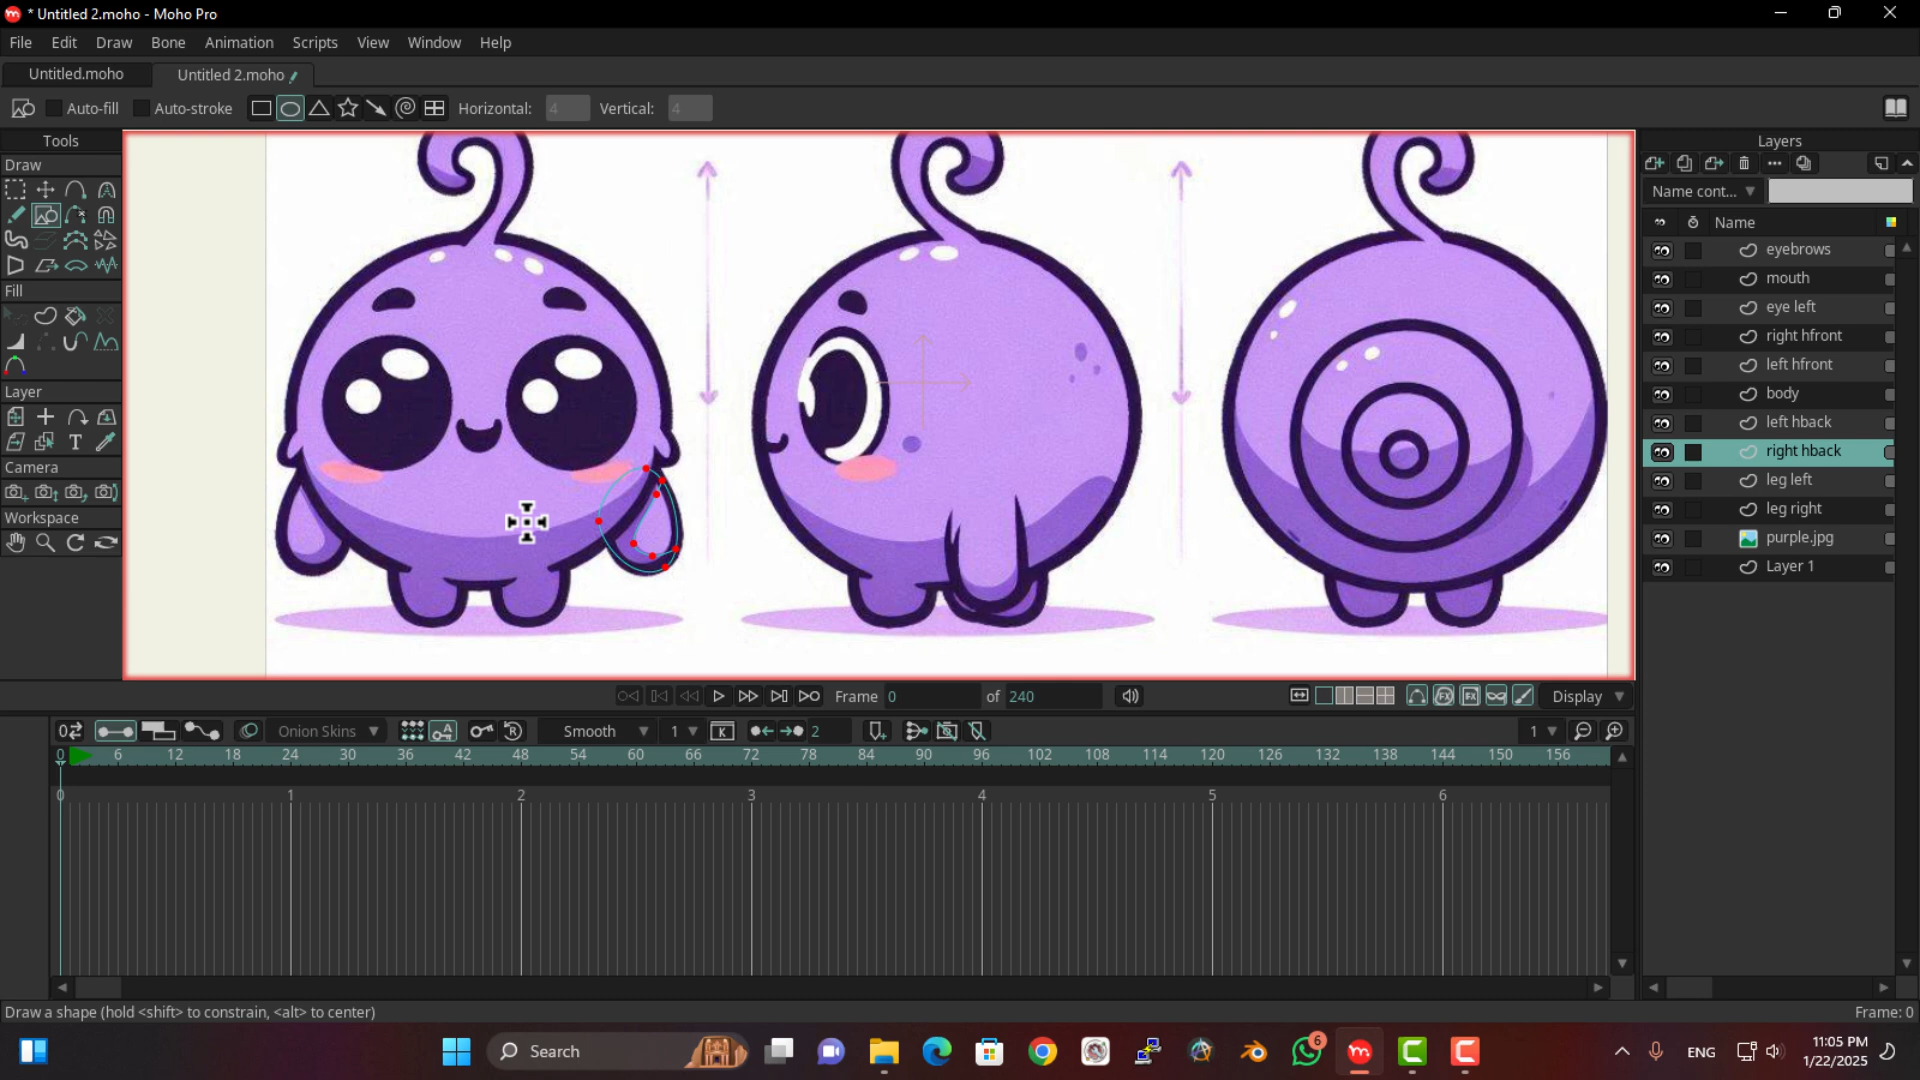 * Untitled 2.moho - Moho Pro
File Edit Draw Bone Animation Scripts View Window Help
Untitled.moho Untitled 2.moho
Auto-fill Auto-stroke Horizontal: 4 Vertical: 4
Tools
Draw
Fill
Layer
Camera
Workspace
Layers
Name cont...
Name
eyebrows
mouth
eye left
right hfront
left hfront
body
left hback
right hback
leg left
leg right
purple.jpg
Layer 1
Frame 0 of 240 Display
Onion Skins Smooth 1 2 1
0 6 12 18 24 30 36 42 48 54 60 66 72 78 84 90 96 102 108 114 120 126 132 138 144 150 156
0 1 2 3 4 5 6
Draw a shape (hold <shift> to constrain, <alt> to center) Frame: 0
Search 6 ENG 11:05 PM
1/22/2025